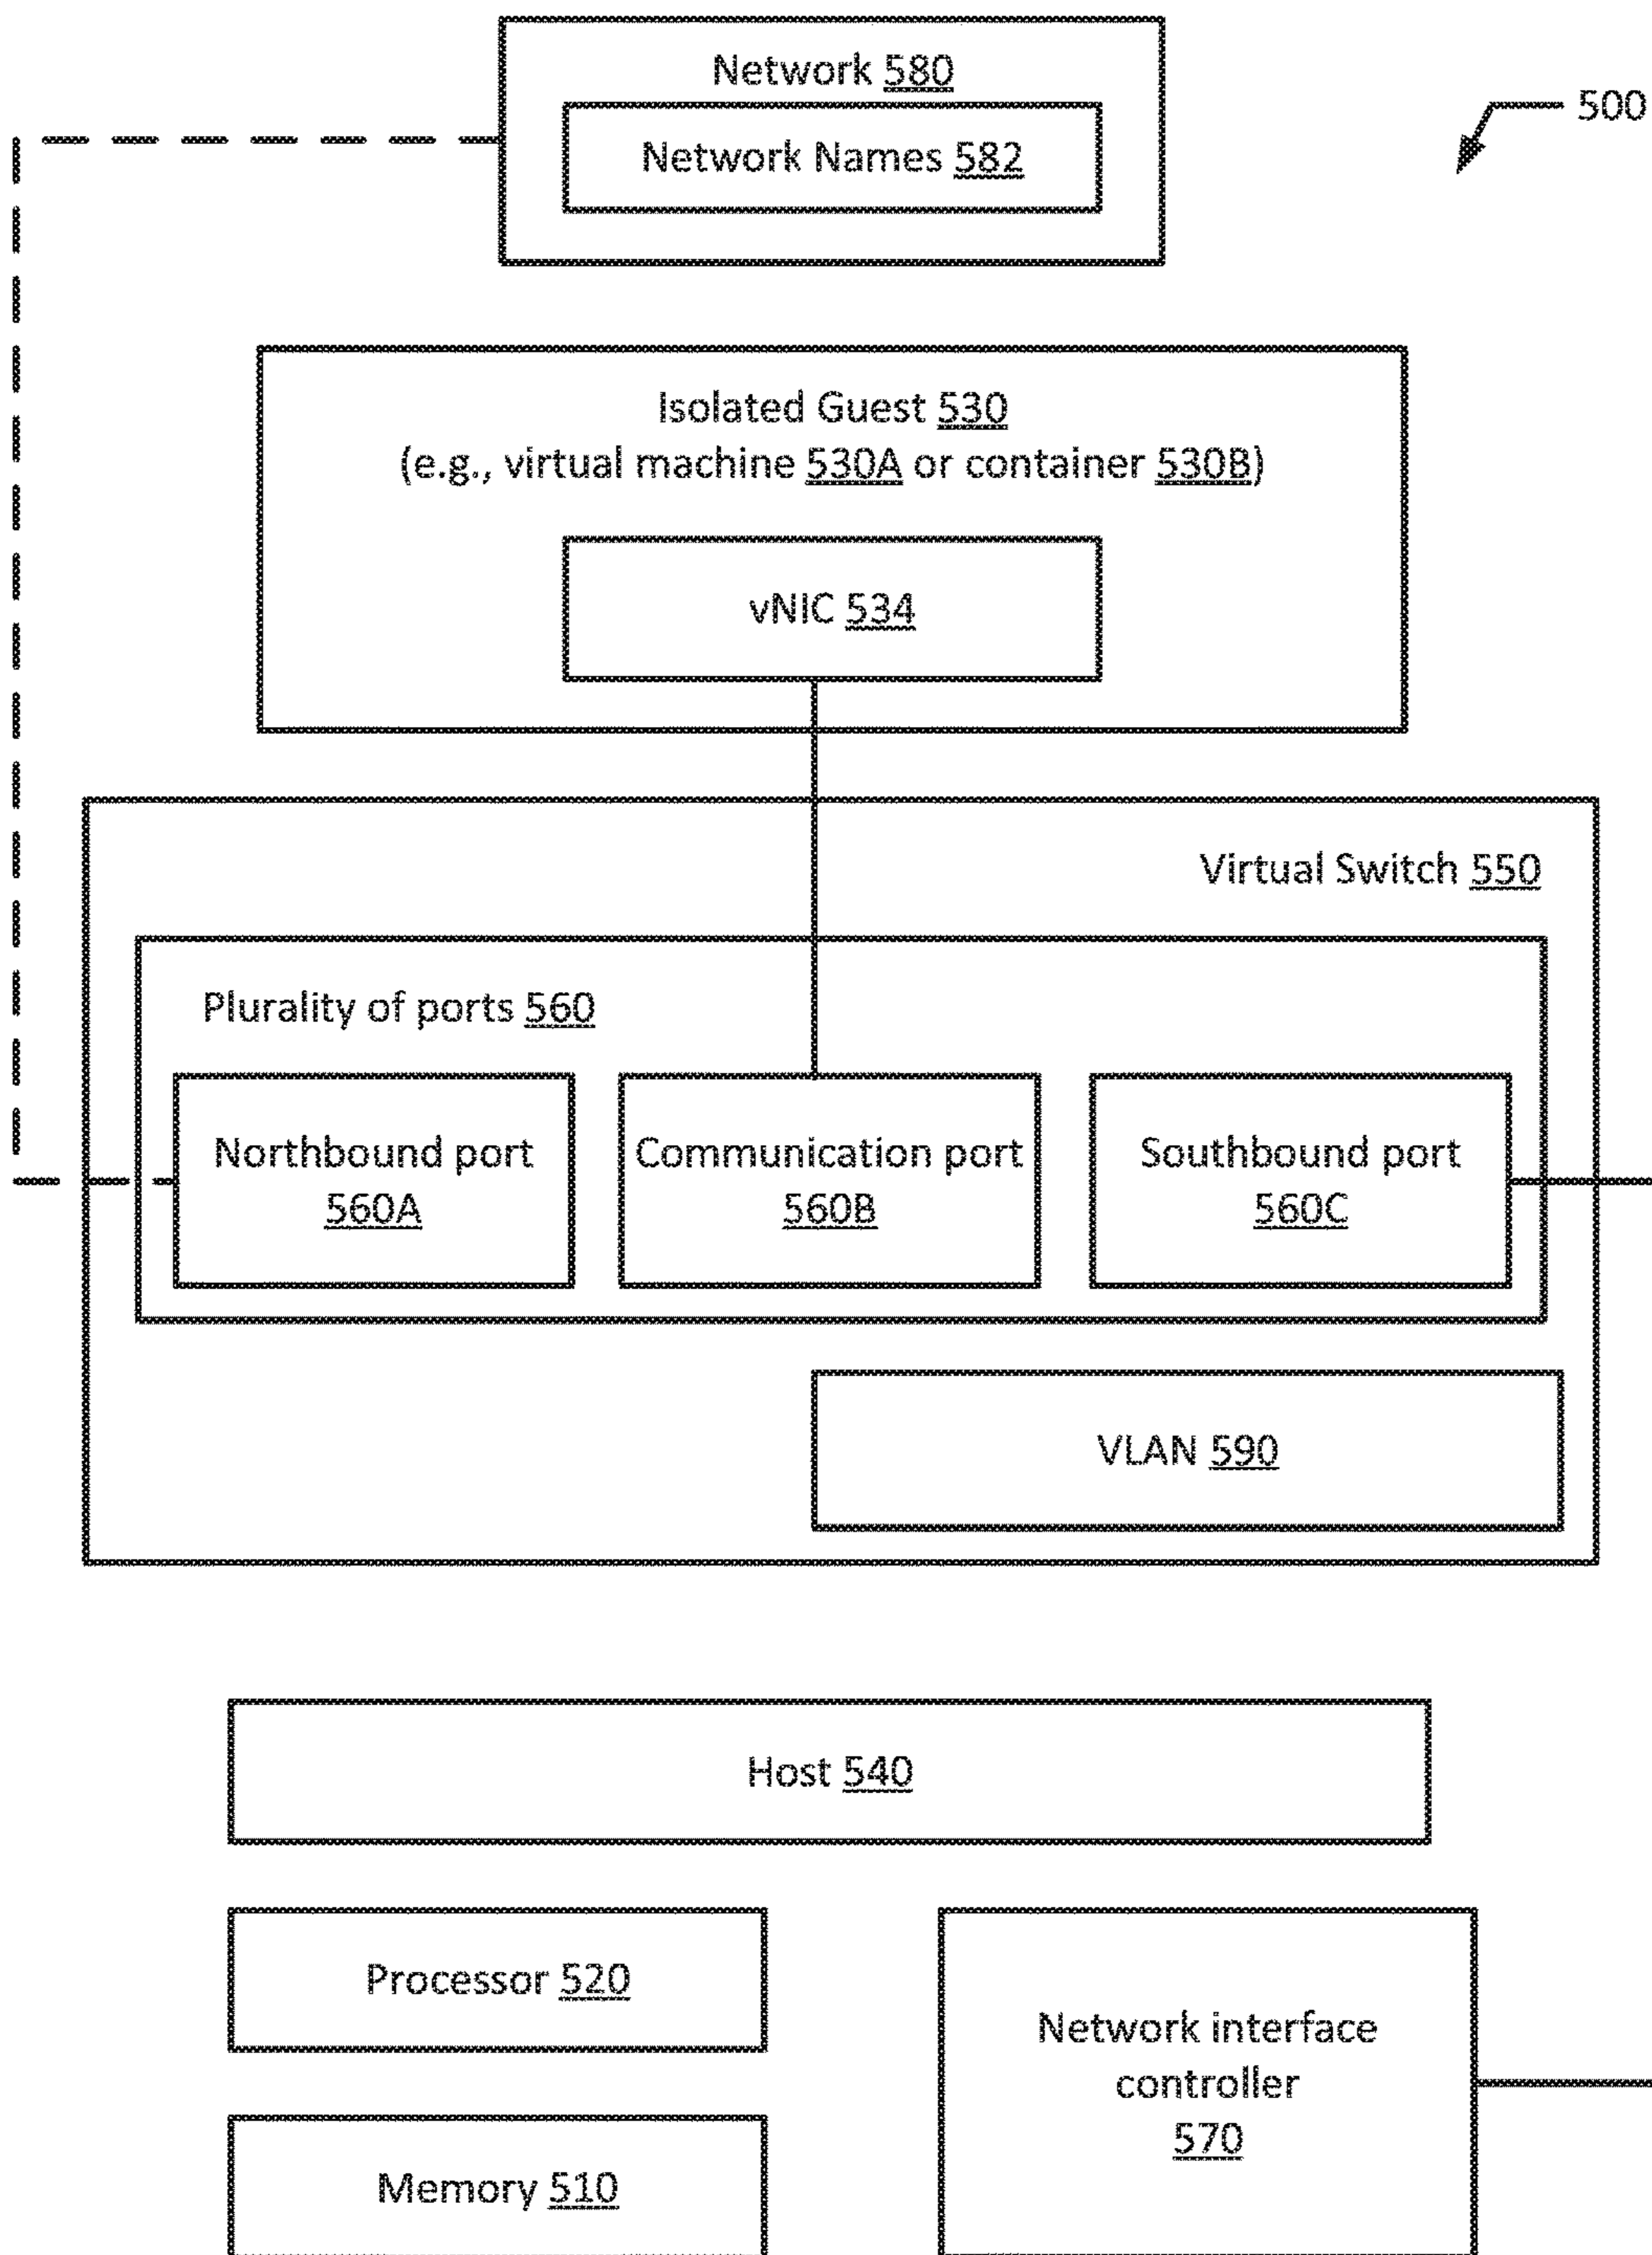 Network 580
500
Network Names 582
Isolated Guest 530
(e.g., virtual machine 530A or container 530B)
vNIC 534
Virtual Switch 550
Plurality of ports 560
Northbound port
560A
Communication port
560B
Southbound port
560C
VLAN 590
Host 540
Processor 520
Network interface
controller
570
Memory 510